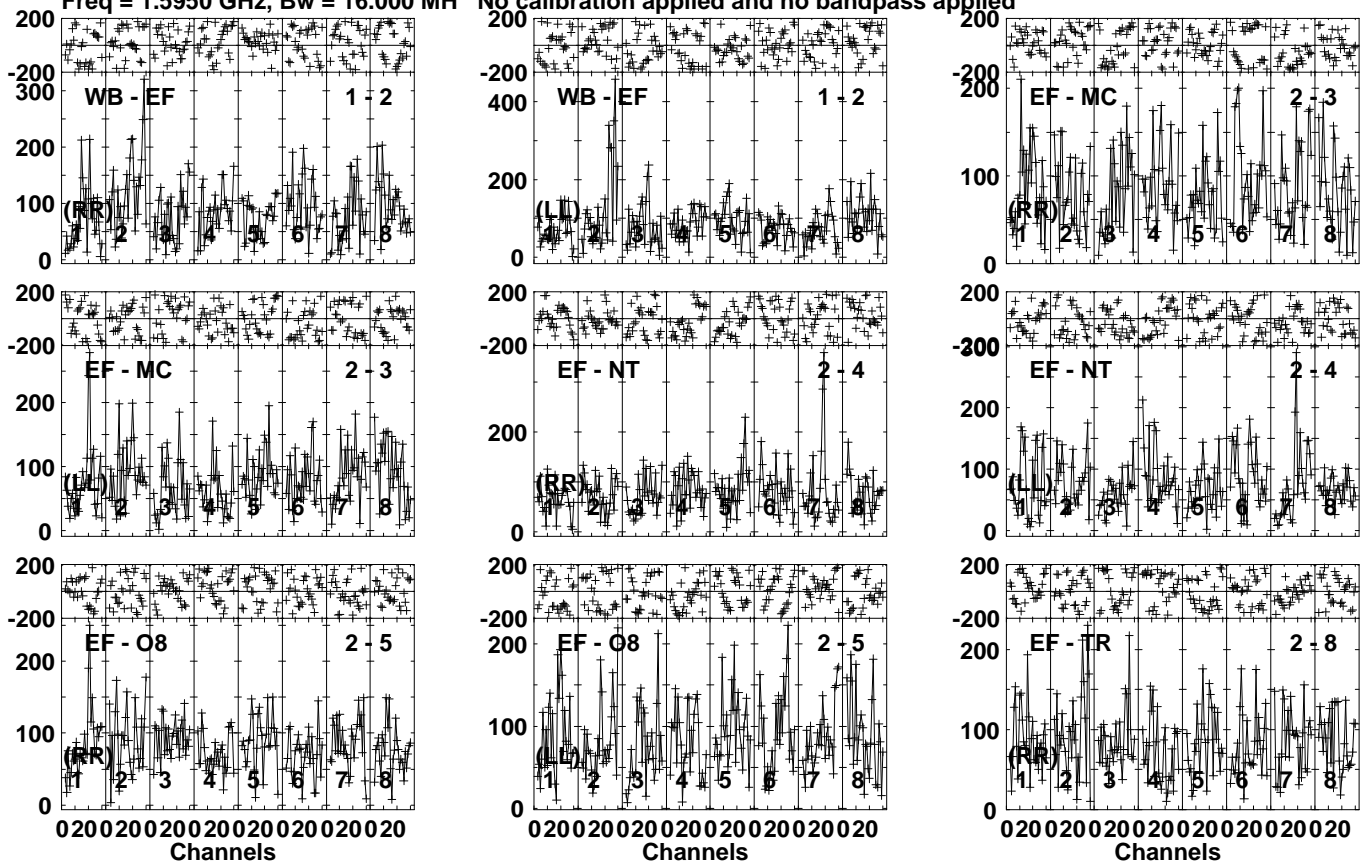 Freq = 1.5950 GHz, Bw = 16.000 MH No calibration applied and no bandpass applied
200
-200
300
200
100
0
WB - EF 1 - 2
(RR)
1 2 3 4 5 6 7 8
200
-200
400
200
0
WB - EF 1 - 2
(LL)
1 2 3 4 5 6 7 8
200
-200
200
100
0
EF - MC 2 - 3
(RR)
1 2 3 4 5 6 7 8
200
-200
200
100
0
EF - MC 2 - 3
(LL)
1 2 3 4 5 6 7 8
200
-200
200
0
EF - NT 2 - 4
(RR)
1 2 3 4 5 6 7 8
200
-200
300
200
100
0
EF - NT 2 - 4
(LL)
1 2 3 4 5 6 7 8
200
-200
200
100
0
EF - O8 2 - 5
(RR)
1 2 3 4 5 6 7 8
0 20 0 20 0 20 0 20 0 20 0 20 0 20 0 20
Channels
200
-200
200
100
0
EF - O8 2 - 5
(LL)
1 2 3 4 5 6 7 8
0 20 0 20 0 20 0 20 0 20 0 20 0 20 0 20
Channels
200
-200
200
100
0
EF - TR 2 - 8
(RR)
1 2 3 4 5 6 7 8
0 20 0 20 0 20 0 20 0 20 0 20 0 20 0 20
Channels